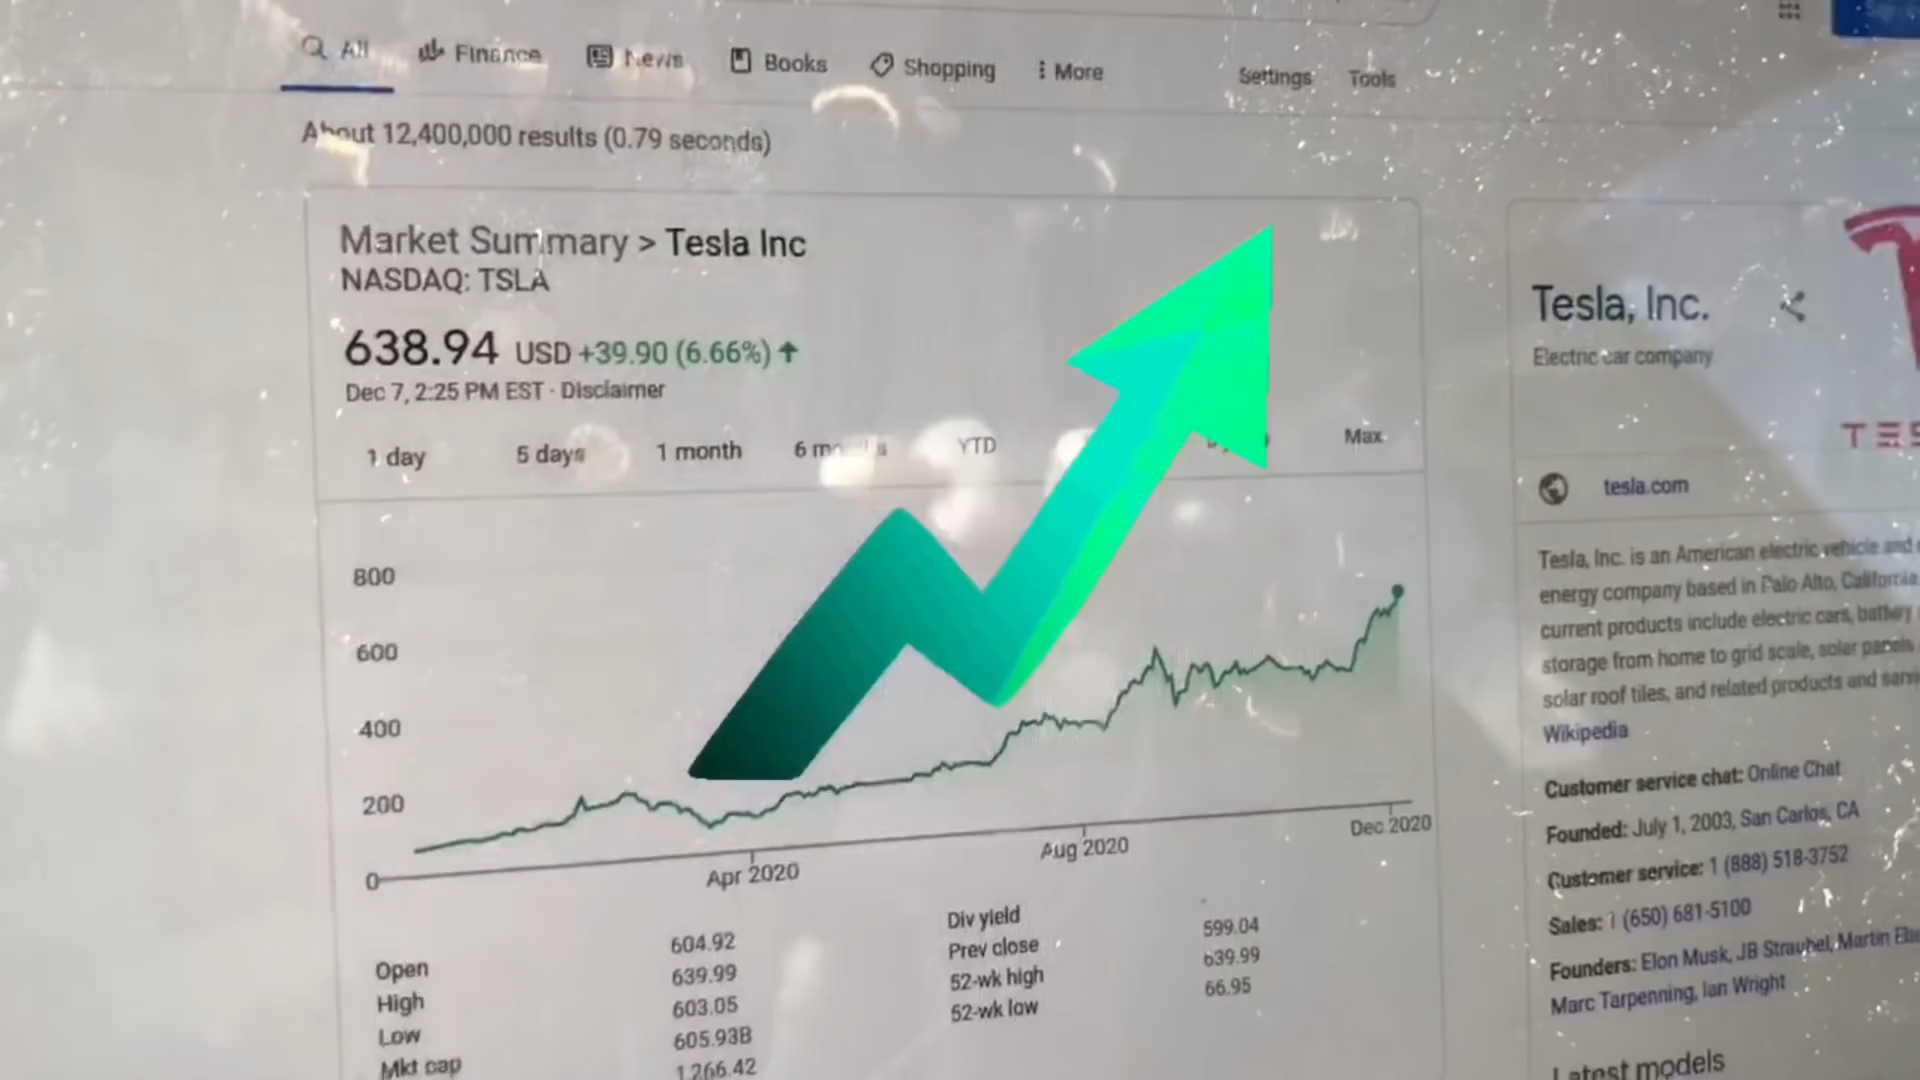 All Finance News Books Shopping More Settings Tools
About 12,400,000 results (0.79 seconds)
Market Summary > Tesla Inc
NASDAQ: TSLA
638.94 USD +39.90 (6.66%)
Dec 7, 2:25 PM EST · Disclaimer
1 day 5 days 1 month 6 YTD Max
800
600
400
200
0
Apr 2020 Aug 2020 Dec 2020
Open 604.92
High 639.99
Low 603.05
Mkt cap 605.93B
1,266.42
Div yield
Prev close 599.04
52-wk high 639.99
52-wk low 66.95
Tesla, Inc.
Electric car company
tesla.com
Tesla, Inc. is an American electric vehicle and
energy company based in Palo Alto, California.
current products include electric cars, battery
storage from home to grid scale, solar panels
solar roof tiles, and related products and
Wikipedia
Customer service chat: Online Chat
Founded: July 1, 2003, San Carlos, CA
Customer service: 1 (888) 518-3752
Sales: 1 (650) 681-5100
Founders: Elon Musk, JB Straubel, Martin
Marc Tarpenning, Ian Wright
Latest models